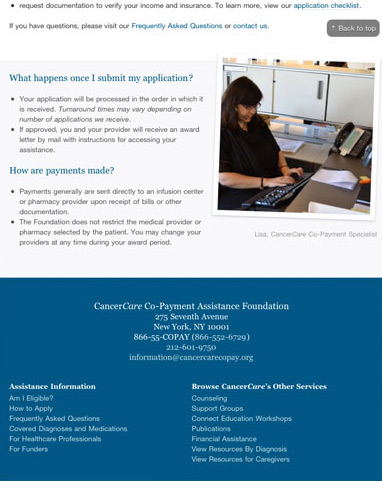 request documentation to verify your income and insurance. To learn more, view our application checklist.
If you have questions, please visit our Frequently Asked Questions or contact us.
↑ Back to top
What happens once I submit my application?
Your application will be processed in the order in which it
is received. Turnaround times may vary depending on
number of applications we receive.
If approved, you and your provider will receive an award
letter by mail with instructions for accessing your
assistance.
How are payments made?
Payments generally are sent directly to an infusion center
or pharmacy provider upon receipt of bills or other
documentation.
The Foundation does not restrict the medical provider or
pharmacy selected by the patient. You may change your
providers at any time during your award period.
Lisa, CancerCare Co-Payment Specialist
CancerCare Co-Payment Assistance Foundation
275 Seventh Avenue
New York, NY 10001
866-55-COPAY (866-552-6729)
212-601-9750
information@cancercarecopay.org
Assistance Information
Am I Eligible?
How to Apply
Frequently Asked Questions
Covered Diagnoses and Medications
For Healthcare Professionals
For Funders
Browse CancerCare's Other Services
Counseling
Support Groups
Connect Education Workshops
Publications
Financial Assistance
View Resources By Diagnosis
View Resources for Caregivers